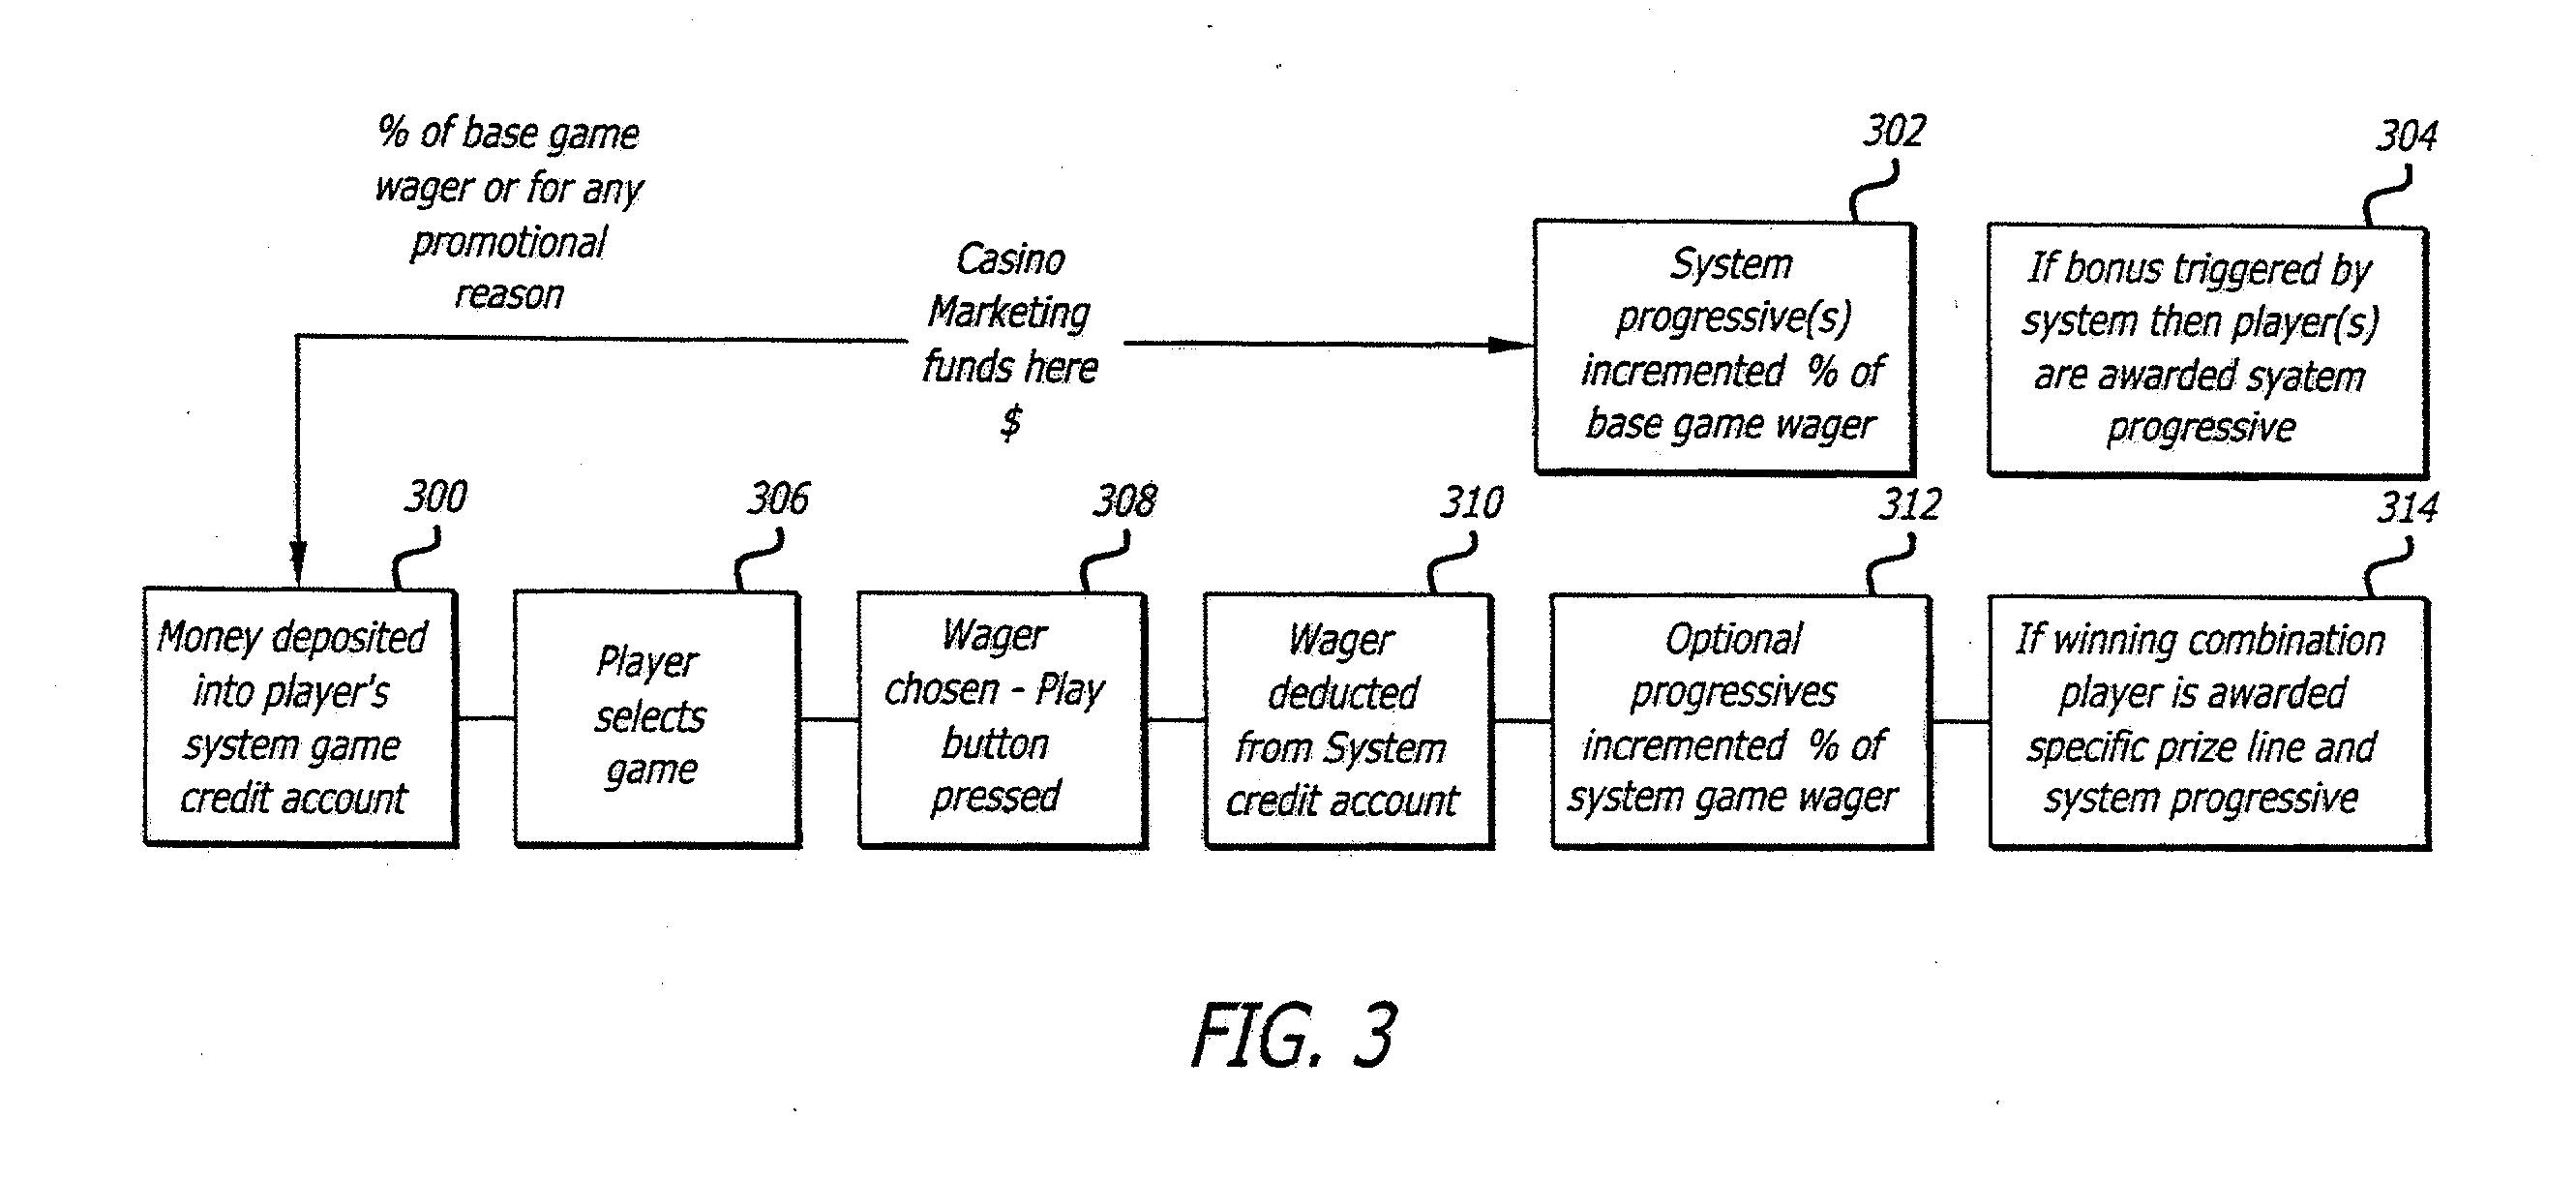 % of base game
wager or for any
promotional
reason
Casino
Marketing
funds here
$
302
System
progressive(s)
incremented % of
base game wager
304
If bonus triggered by
system then player(s)
are awarded syatem
progressive
300
Money deposited
into player's
system game
credit account
306
Player
selects
game
308
Wager
chosen - Play
button
pressed
310
Wager
deducted
from System
credit account
312
Optional
progressives
incremented % of
system game wager
314
If winning combination
player is awarded
specific prize line and
system progressive
FIG. 3